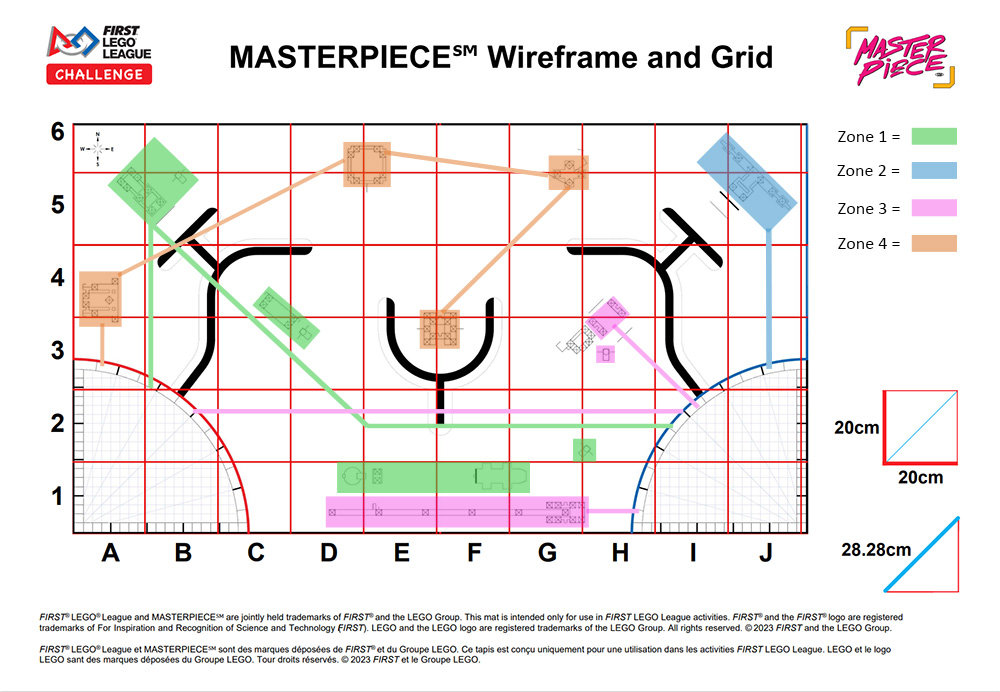 FIRST
LEGO
LEAGUE
CHALLENGE
MASTERPIECE℠ Wireframe and Grid
MASTER
PIECE
6
5
4
3
2
1
N
W
E
S
A B C D E F G H I J
Zone 1 =
Zone 2 =
Zone 3 =
Zone 4 =
20cm
20cm
28.28cm
FIRST® LEGO® League and MASTERPIECE℠ are jointly held trademarks of FIRST® and the LEGO Group. This mat is intended only for use in FIRST LEGO League activities. FIRST® and the FIRST® logo are registered
trademarks of For Inspiration and Recognition of Science and Technology (FIRST). LEGO and the LEGO logo are registered trademarks of the LEGO Group. All rights reserved. © 2023 FIRST and the LEGO Group.
FIRST® LEGO® League et MASTERPIECE℠ sont des marques déposées de FIRST® et du Groupe LEGO. Ce tapis est conçu uniquement pour une utilisation dans les activities FIRST LEGO League. LEGO et le logo
LEGO sont des marques déposées du Groupe LEGO. Tour droits réservés. © 2023 FIRST et le Groupe LEGO.